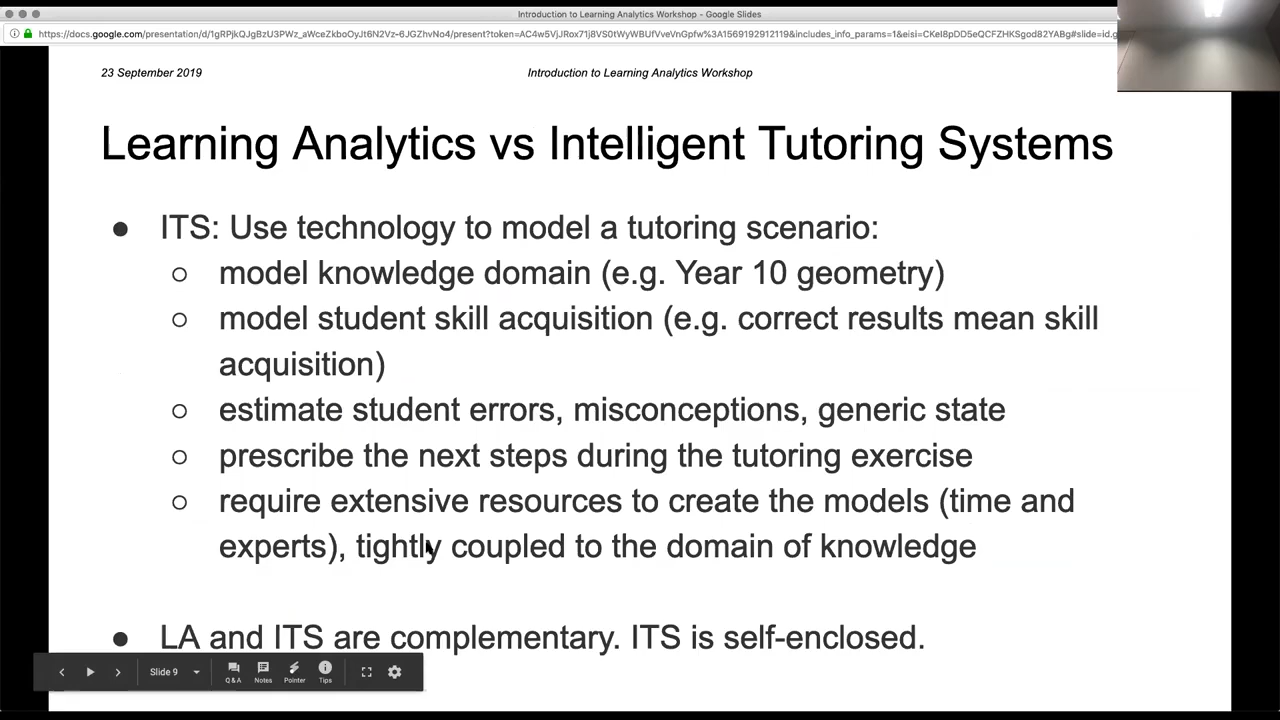 Introduction to Learning Analytics Workshop - Google Slides
https://docs.google.com/presentation/d/1gRPjkQJgBzU3PWz_aWceZkboOyJt6N2Vz-6JGZhvNo4/present?token=AC4w5VjJRox71j8VS0tWyWBUfVveVnGpfw%3A1569192912119&includes_info_params=1&eisi=CKeI8pDD5eQCFZHKSgod82YABg#slide=id.g
23 September 2019
Introduction to Learning Analytics Workshop
Learning Analytics vs Intelligent Tutoring Systems
● ITS: Use technology to model a tutoring scenario:
○ model knowledge domain (e.g. Year 10 geometry)
○ model student skill acquisition (e.g. correct results mean skill
acquisition)
○ estimate student errors, misconceptions, generic state
○ prescribe the next steps during the tutoring exercise
○ require extensive resources to create the models (time and
experts), tightly coupled to the domain of knowledge
● LA and ITS are complementary. ITS is self-enclosed.
Slide 9
Q&A Notes Pointer Tips